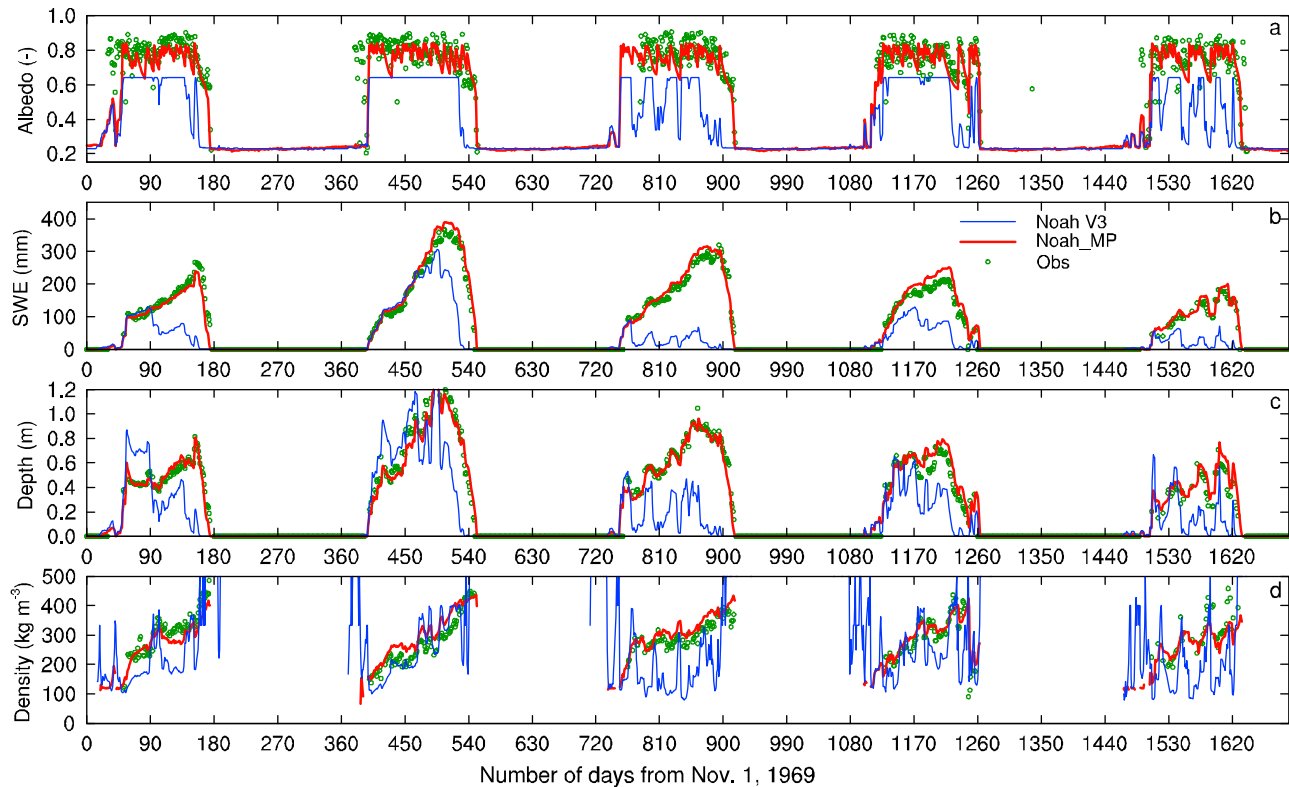 1.0
0.8
0.6
0.4
0.2
Albedo (-)
a
0 90 180 270 360 450 540 630 720 810 900 990 1080 1170 1260 1350 1440 1530 1620
400
300
200
100
0
SWE (mm)
b
Noah V3
Noah_MP
Obs
0 90 180 270 360 450 540 630 720 810 900 990 1080 1170 1260 1350 1440 1530 1620
1.2
1.0
0.8
0.6
0.4
0.2
0.0
Depth (m)
c
0 90 180 270 360 450 540 630 720 810 900 990 1080 1170 1260 1350 1440 1530 1620
500
400
300
200
100
0
Density (kg m-3)
d
0 90 180 270 360 450 540 630 720 810 900 990 1080 1170 1260 1350 1440 1530 1620
Number of days from Nov. 1, 1969